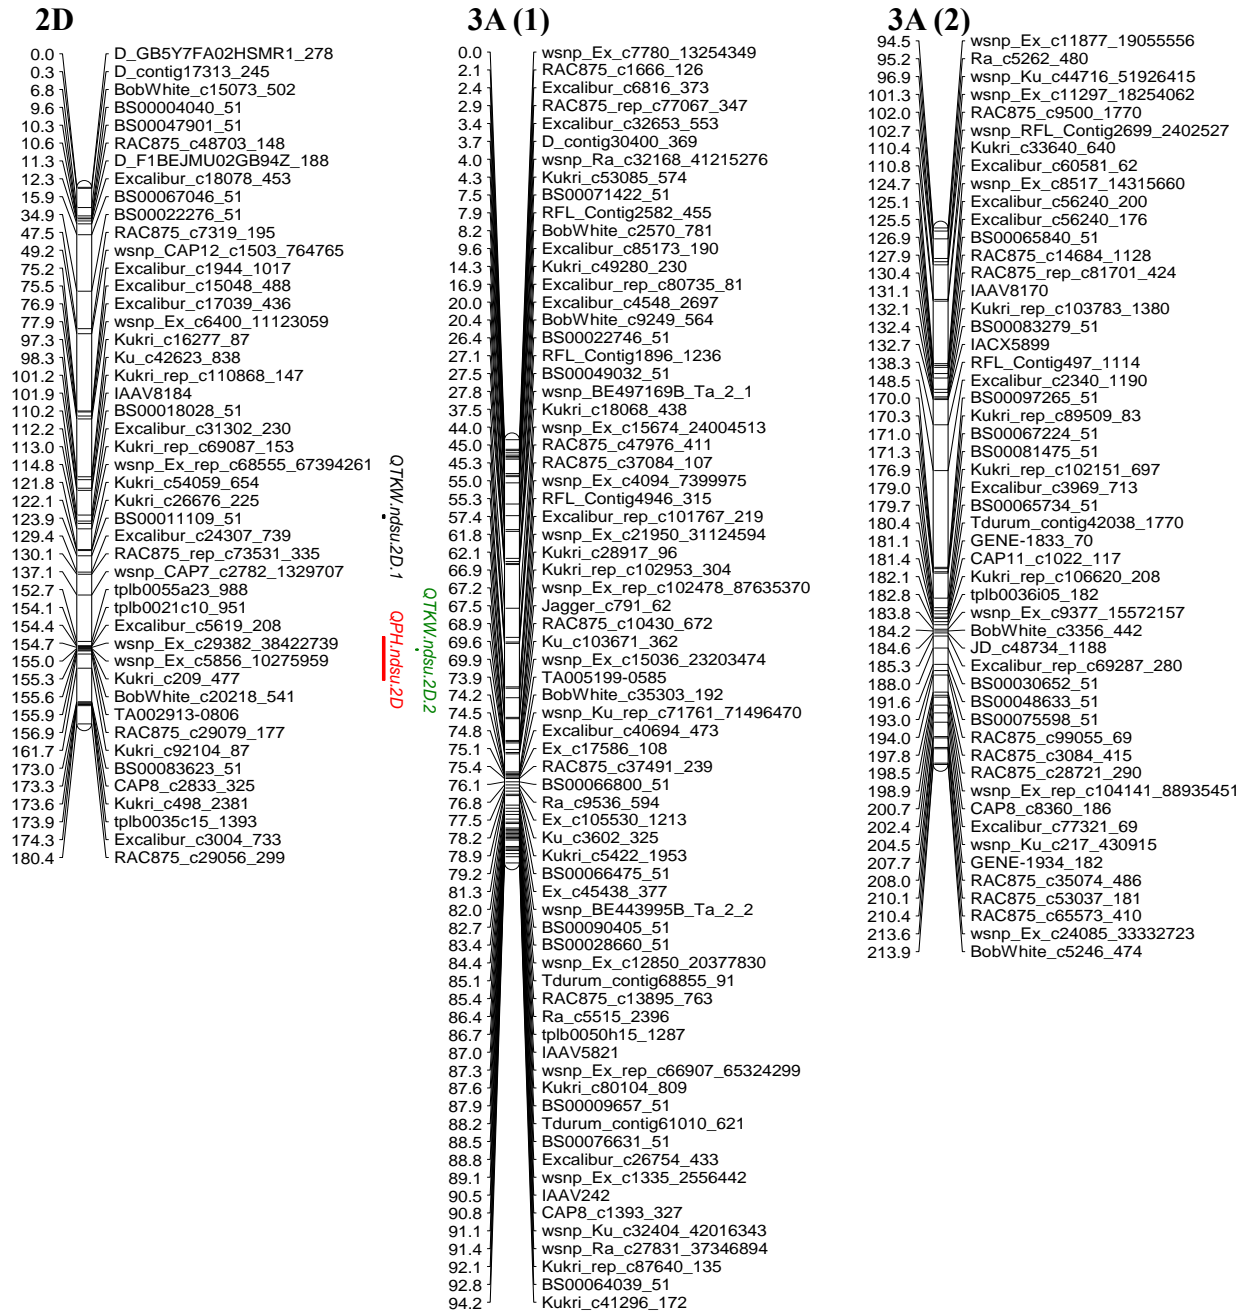 2D
0.0 D_GB5Y7FA02HSMR1_278
0.3 D_contig17313_245
6.8 BobWhite_c15073_502
9.6 BS00004040_51
10.3 BS00047901_51
10.6 RAC875_c48703_148
11.3 D_F1BEJMU02GB94Z_188
12.3 Excalibur_c18078_453
15.9 BS00067046_51
34.9 BS00022276_51
47.5 RAC875_c7319_195
49.2 wsnp_CAP12_c1503_764765
75.2 Excalibur_c1944_1017
75.5 Excalibur_c15048_488
76.9 Excalibur_c17039_436
77.9 wsnp_Ex_c6400_11123059
97.3 Kukri_c16277_87
98.3 Ku_c42623_838
101.2 Kukri_rep_c110868_147
101.9 IAAV8184
110.2 BS00018028_51
112.2 Excalibur_c31302_230
113.0 Kukri_rep_c69087_153
114.8 wsnp_Ex_rep_c68555_67394261
121.8 Kukri_c54059_654
122.1 Kukri_c26676_225
123.9 BS00011109_51
129.4 Excalibur_c24307_739
130.1 RAC875_rep_c73531_335
137.1 wsnp_CAP7_c2782_1329707
152.7 tplb0055a23_988
154.1 tplb0021c10_951
154.4 Excalibur_c5619_208
154.7 wsnp_Ex_c29382_38422739
155.0 wsnp_Ex_c5856_10275959
155.3 Kukri_c209_477
155.6 BobWhite_c20218_541
155.9 TA002913-0806
156.9 RAC875_c29079_177
161.7 Kukri_c92104_87
173.0 BS00083623_51
173.3 CAP8_c2833_325
173.6 Kukri_c498_2381
173.9 tplb0035c15_1393
174.3 Excalibur_c3004_733
180.4 RAC875_c29056_299
QTKW.ndsu.2D.1
QPH.ndsu.2D
QTKW.ndsu.2D.2
3A (1)
0.0 wsnp_Ex_c7780_13254349
2.1 RAC875_c1666_126
2.4 Excalibur_c6816_373
2.9 RAC875_rep_c77067_347
3.4 Excalibur_c32653_553
3.7 D_contig30400_369
4.0 wsnp_Ra_c32168_41215276
4.3 Kukri_c53085_574
7.5 BS00071422_51
7.9 RFL_Contig2582_455
8.2 BobWhite_c2570_781
9.6 Excalibur_c85173_190
14.3 Kukri_c49280_230
16.9 Excalibur_rep_c80735_81
20.0 Excalibur_c4548_2697
20.4 BobWhite_c9249_564
26.4 BS00022746_51
27.1 RFL_Contig1896_1236
27.5 BS00049032_51
27.8 wsnp_BE497169B_Ta_2_1
37.5 Kukri_c18068_438
44.0 wsnp_Ex_c15674_24004513
45.0 RAC875_c47976_411
45.3 RAC875_c37084_107
55.0 wsnp_Ex_c4094_7399975
55.3 RFL_Contig4946_315
57.4 Excalibur_rep_c101767_219
61.8 wsnp_Ex_c21950_31124594
62.1 Kukri_c28917_96
66.9 Kukri_rep_c102953_304
67.2 wsnp_Ex_rep_c102478_87635370
67.5 Jagger_c791_62
68.9 RAC875_c10430_672
69.6 Ku_c103671_362
69.9 wsnp_Ex_c15036_23203474
73.9 TA005199-0585
74.2 BobWhite_c35303_192
74.5 wsnp_Ku_rep_c71761_71496470
74.8 Excalibur_c40694_473
75.1 Ex_c17586_108
75.4 RAC875_c37491_239
76.1 BS00066800_51
76.8 Ra_c9536_594
77.5 Ex_c105530_1213
78.2 Ku_c3602_325
78.9 Kukri_c5422_1953
79.2 BS00066475_51
81.3 Ex_c45438_377
82.0 wsnp_BE443995B_Ta_2_2
82.7 BS00090405_51
83.4 BS00028660_51
84.4 wsnp_Ex_c12850_20377830
85.1 Tdurum_contig68855_91
85.4 RAC875_c13895_763
86.4 Ra_c5515_2396
86.7 tplb0050h15_1287
87.0 IAAV5821
87.3 wsnp_Ex_rep_c66907_65324299
87.6 Kukri_c80104_809
87.9 BS00009657_51
88.2 Tdurum_contig61010_621
88.5 BS00076631_51
88.8 Excalibur_c26754_433
89.1 wsnp_Ex_c1335_2556442
90.5 IAAV242
90.8 CAP8_c1393_327
91.1 wsnp_Ku_c32404_42016343
91.4 wsnp_Ra_c27831_37346894
92.1 Kukri_rep_c87640_135
92.8 BS00064039_51
94.2 Kukri_c41296_172
3A (2)
94.5 wsnp_Ex_c11877_19055556
95.2 Ra_c5262_480
96.9 wsnp_Ku_c44716_51926415
101.3 wsnp_Ex_c11297_18254062
102.0 RAC875_c9500_1770
102.7 wsnp_RFL_Contig2699_2402527
110.4 Kukri_c33640_640
110.8 Excalibur_c60581_62
124.7 wsnp_Ex_c8517_14315660
125.1 Excalibur_c56240_200
125.5 Excalibur_c56240_176
126.9 BS00065840_51
127.9 RAC875_c14684_1128
130.4 RAC875_rep_c81701_424
131.1 IAAV8170
132.1 Kukri_rep_c103783_1380
132.4 BS00083279_51
132.7 IACX5899
138.3 RFL_Contig497_1114
148.5 Excalibur_c2340_1190
170.0 BS00097265_51
170.3 Kukri_rep_c89509_83
171.0 BS00067224_51
171.3 BS00081475_51
176.9 Kukri_rep_c102151_697
179.0 Excalibur_c3969_713
179.7 BS00065734_51
180.4 Tdurum_contig42038_1770
181.1 GENE-1833_70
181.4 CAP11_c1022_117
182.1 Kukri_rep_c106620_208
182.8 tplb0036i05_182
183.8 wsnp_Ex_c9377_15572157
184.2 BobWhite_c3356_442
184.6 JD_c48734_1188
185.3 Excalibur_rep_c69287_280
188.0 BS00030652_51
191.6 BS00048633_51
193.0 BS00075598_51
194.0 RAC875_c99055_69
197.8 RAC875_c3084_415
198.5 RAC875_c28721_290
198.9 wsnp_Ex_rep_c104141_88935451
200.7 CAP8_c8360_186
202.4 Excalibur_c77321_69
204.5 wsnp_Ku_c217_430915
207.7 GENE-1934_182
208.0 RAC875_c35074_486
210.1 RAC875_c53037_181
210.4 RAC875_c65573_410
213.6 wsnp_Ex_c24085_33332723
213.9 BobWhite_c5246_474